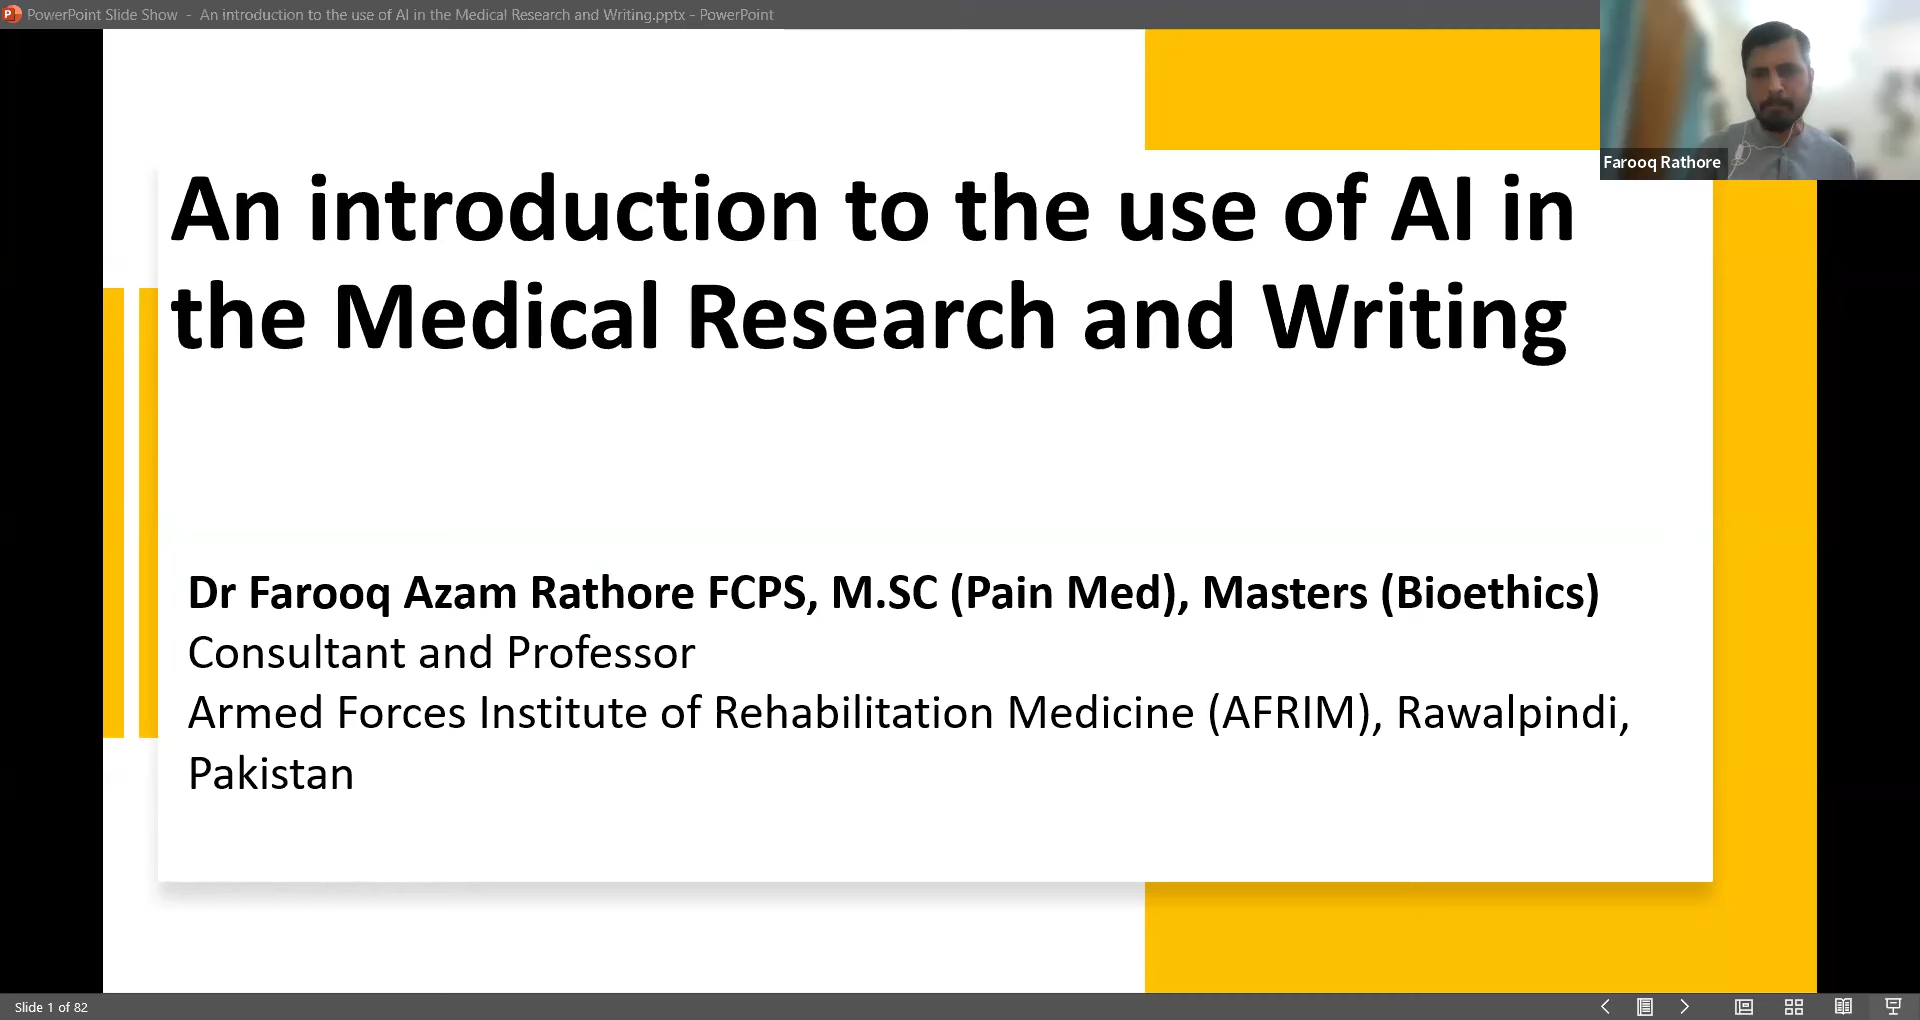 PowerPoint Slide Show - An introduction to the use of AI in the Medical Research and Writing.pptx - PowerPoint
Farooq Rathore
An introduction to the use of AI in
the Medical Research and Writing
Dr Farooq Azam Rathore FCPS, M.SC (Pain Med), Masters (Bioethics)
Consultant and Professor
Armed Forces Institute of Rehabilitation Medicine (AFRIM), Rawalpindi,
Pakistan
Slide 1 of 82